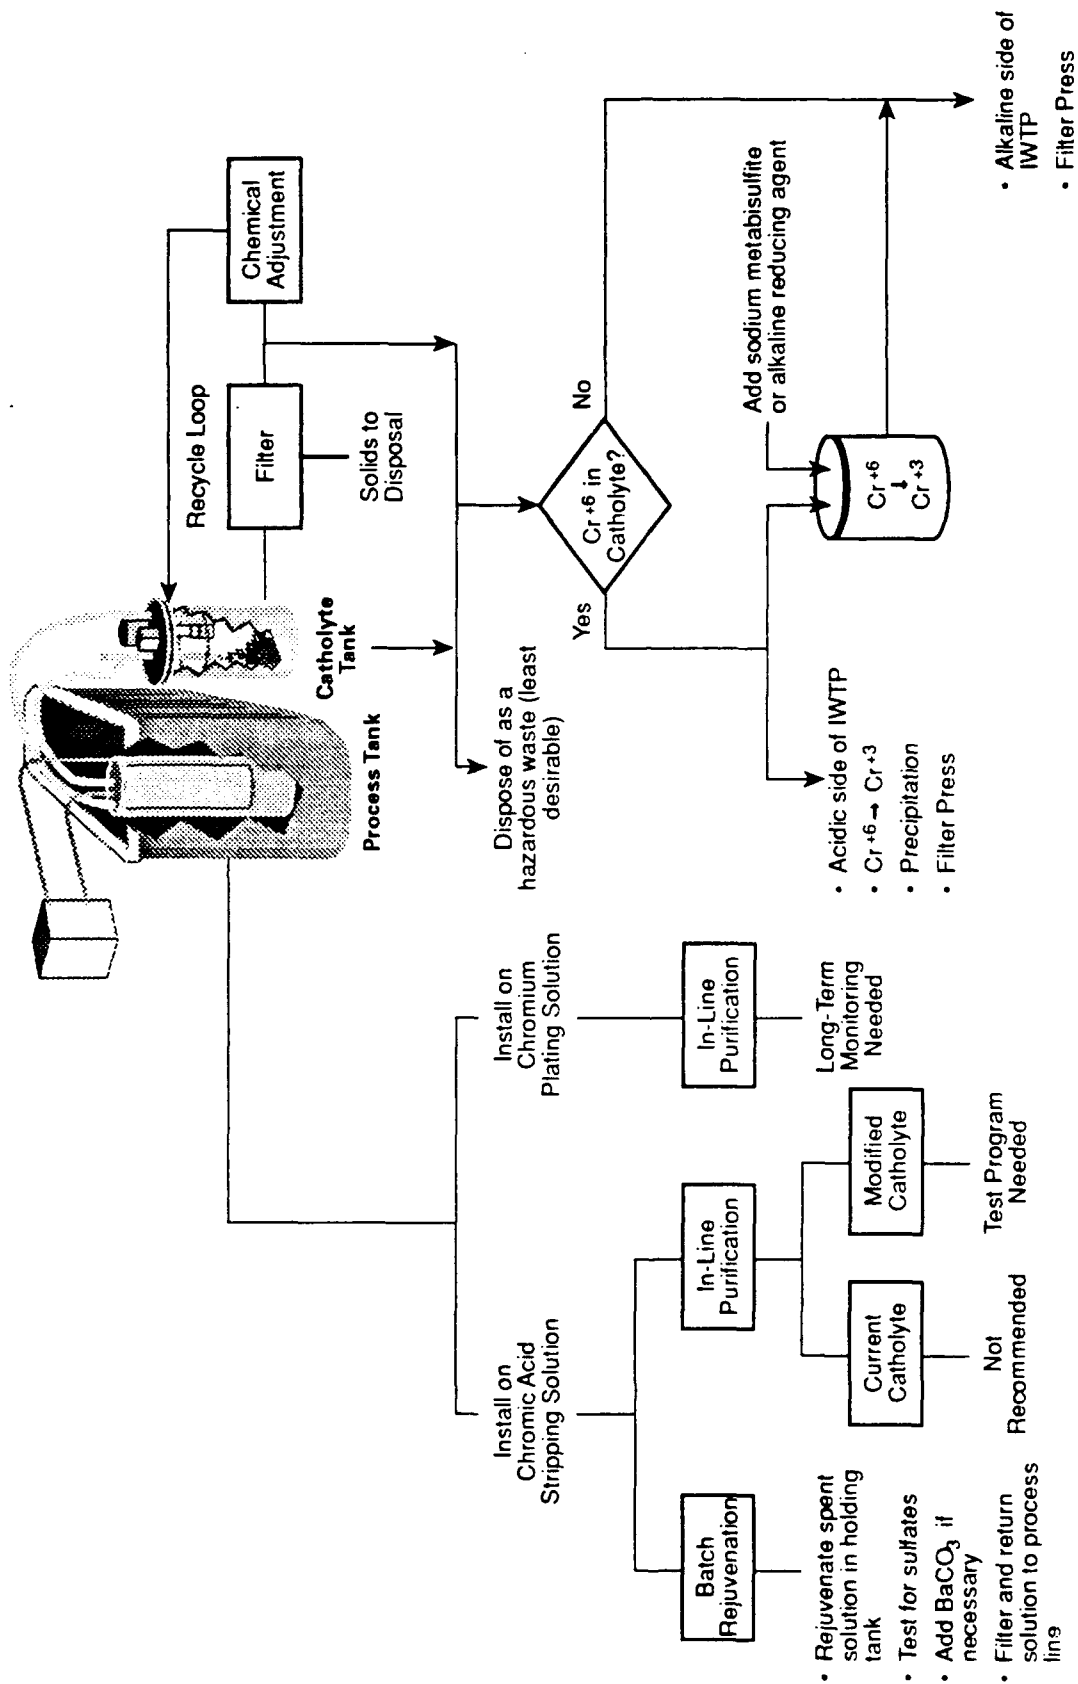 Process Tank
Catholyte
Tank
Recycle Loop
Filter
Chemical
Adjustment
Solids to
Disposal
Install on
Chromic Acid
Stripping Solution
Install on
Chromium
Plating Solution
Dispose of as a
hazardous waste (least
desirable)
Cr+6 in
Catholyte?
Yes
No
Batch
Rejuvenation
In-Line
Purification
In-Line
Purification
Add sodium metabisulfite
or alkaline reducing agent
• Rejuvenate spent
solution in holding
tank
• Test for sulfates
• Add BaCO3 if
necessary
• Filter and return
solution to process
line
Current
Catholyte
Modified
Catholyte
Not
Recommended
Test Program
Needed
Long-Term
Monitoring
Needed
• Acidic side of IWTP
• Cr+6 → Cr+3
• Precipitation
• Filter Press
Cr+6
↓
Cr+3
• Alkaline side of
IWTP
• Filter Press